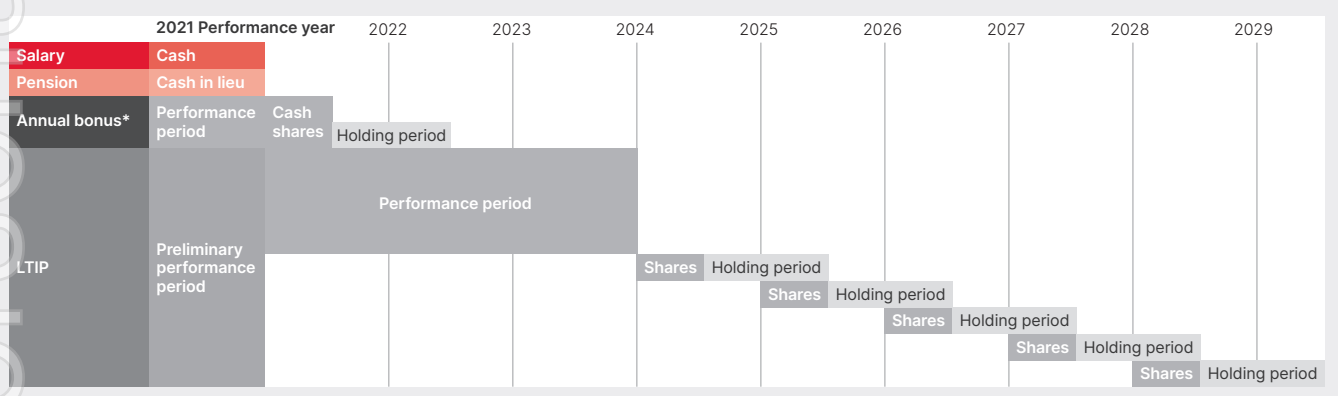 2021 Performance year 2022 2023 2024 2025 2026 2027 2028 2029
Salary Cash
Pension Cash in lieu
Annual bonus* Performance period Cash shares
Holding period
Performance period
LTIP Preliminary performance period
Shares Holding period
Shares Holding period
Shares Holding period
Shares Holding period
Shares Holding period